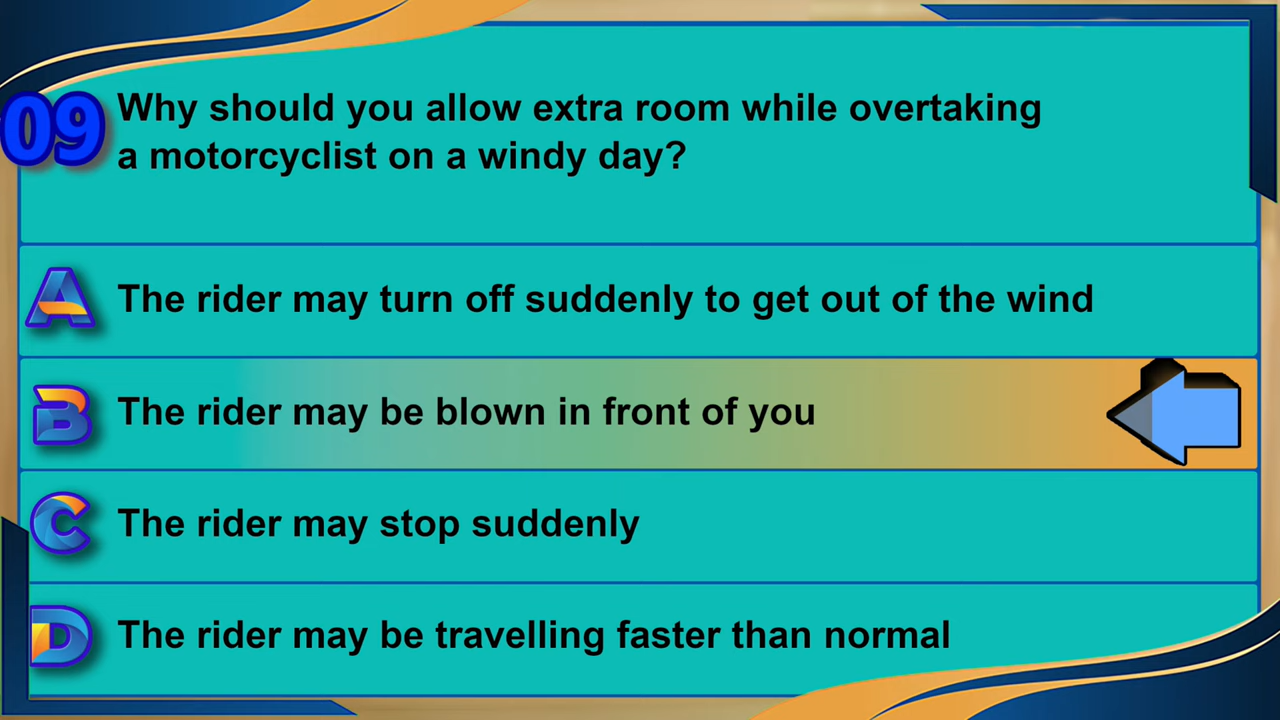 09
Why should you allow extra room while overtaking
a motorcyclist on a windy day?
A The rider may turn off suddenly to get out of the wind
B The rider may be blown in front of you
C The rider may stop suddenly
D The rider may be travelling faster than normal